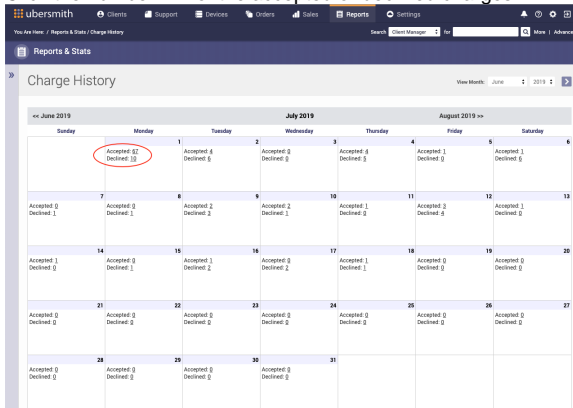 ubersmith Clients Support Devices Orders Sales Reports Settings
You Are Here: / Reports & Stats / Charge History Search Client Manager for More | Advance
Reports & Stats
»
Charge History View Month: June 2019
<< June 2019 July 2019 August 2019 >>
Sunday Monday Tuesday Wednesday Thursday Friday Saturday
1 2 3 4 5 6
Accepted: 67 Accepted: 4 Accepted: 0 Accepted: 4 Accepted: 1 Accepted: 1
Declined: 10 Declined: 6 Declined: 0 Declined: 5 Declined: 0 Declined: 6
7 8 9 10 11 12 13
Accepted: 0 Accepted: 0 Accepted: 2 Accepted: 2 Accepted: 1 Accepted: 3 Accepted: 1
Declined: 1 Declined: 1 Declined: 3 Declined: 1 Declined: 0 Declined: 4 Declined: 0
14 15 16 17 18 19 20
Accepted: 1 Accepted: 0 Accepted: 1 Accepted: 0 Accepted: 1 Accepted: 0 Accepted: 0
Declined: 0 Declined: 1 Declined: 2 Declined: 2 Declined: 1 Declined: 0 Declined: 0
21 22 23 24 25 26 27
Accepted: 0 Accepted: 0 Accepted: 0 Accepted: 0 Accepted: 0 Accepted: 0 Accepted: 0
Declined: 0 Declined: 0 Declined: 0 Declined: 0 Declined: 0 Declined: 0 Declined: 0
28 29 30 31
Accepted: 0 Accepted: 0 Accepted: 0 Accepted: 0
Declined: 0 Declined: 0 Declined: 0 Declined: 0